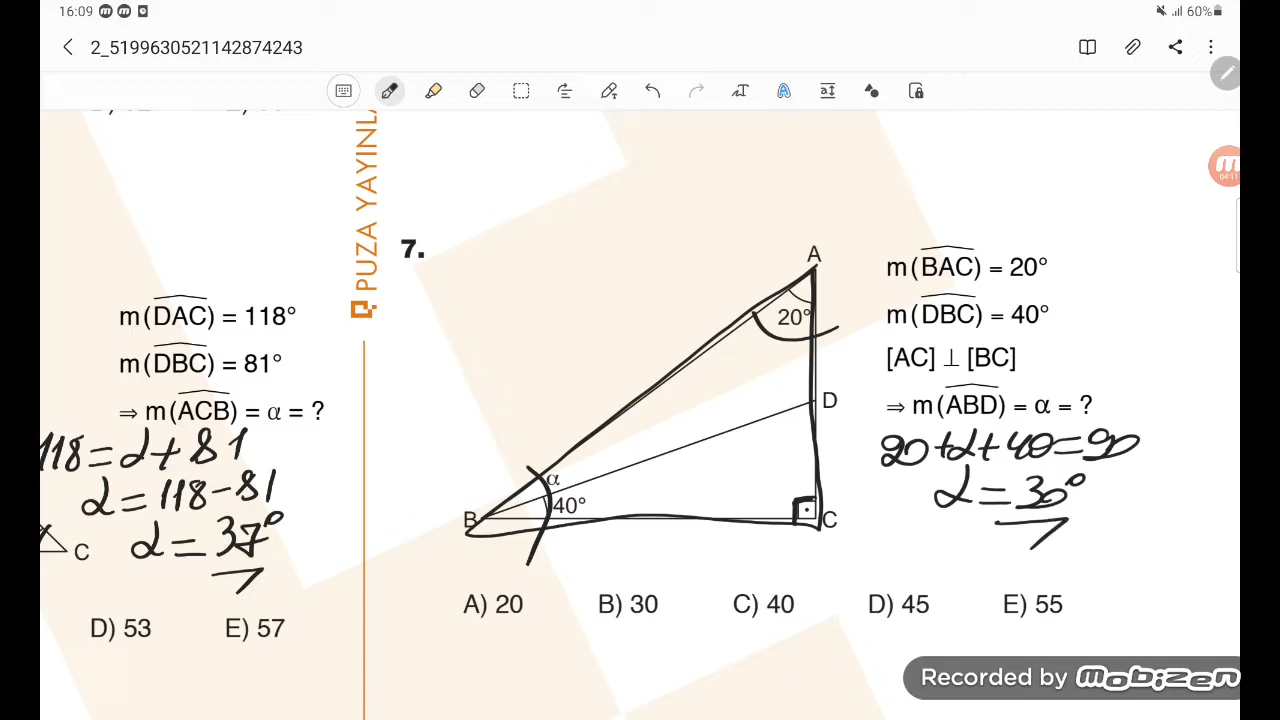 16:09
60%
2_5199630521142874243
PUZA YAYINL
m(DAC) = 118°
m(DBC) = 81°
⇒ m(ACB) = α = ?
118=α+81
α=118-81
α=37°
C
D) 53 E) 57
7.
A
20°
D
α
40°
B
C
m(BAC) = 20°
m(DBC) = 40°
[AC] ⊥ [BC]
⇒ m(ABD) = α = ?
20+α+40=90
α=30°
A) 20 B) 30 C) 40 D) 45 E) 55
04:11
Recorded by mobizen